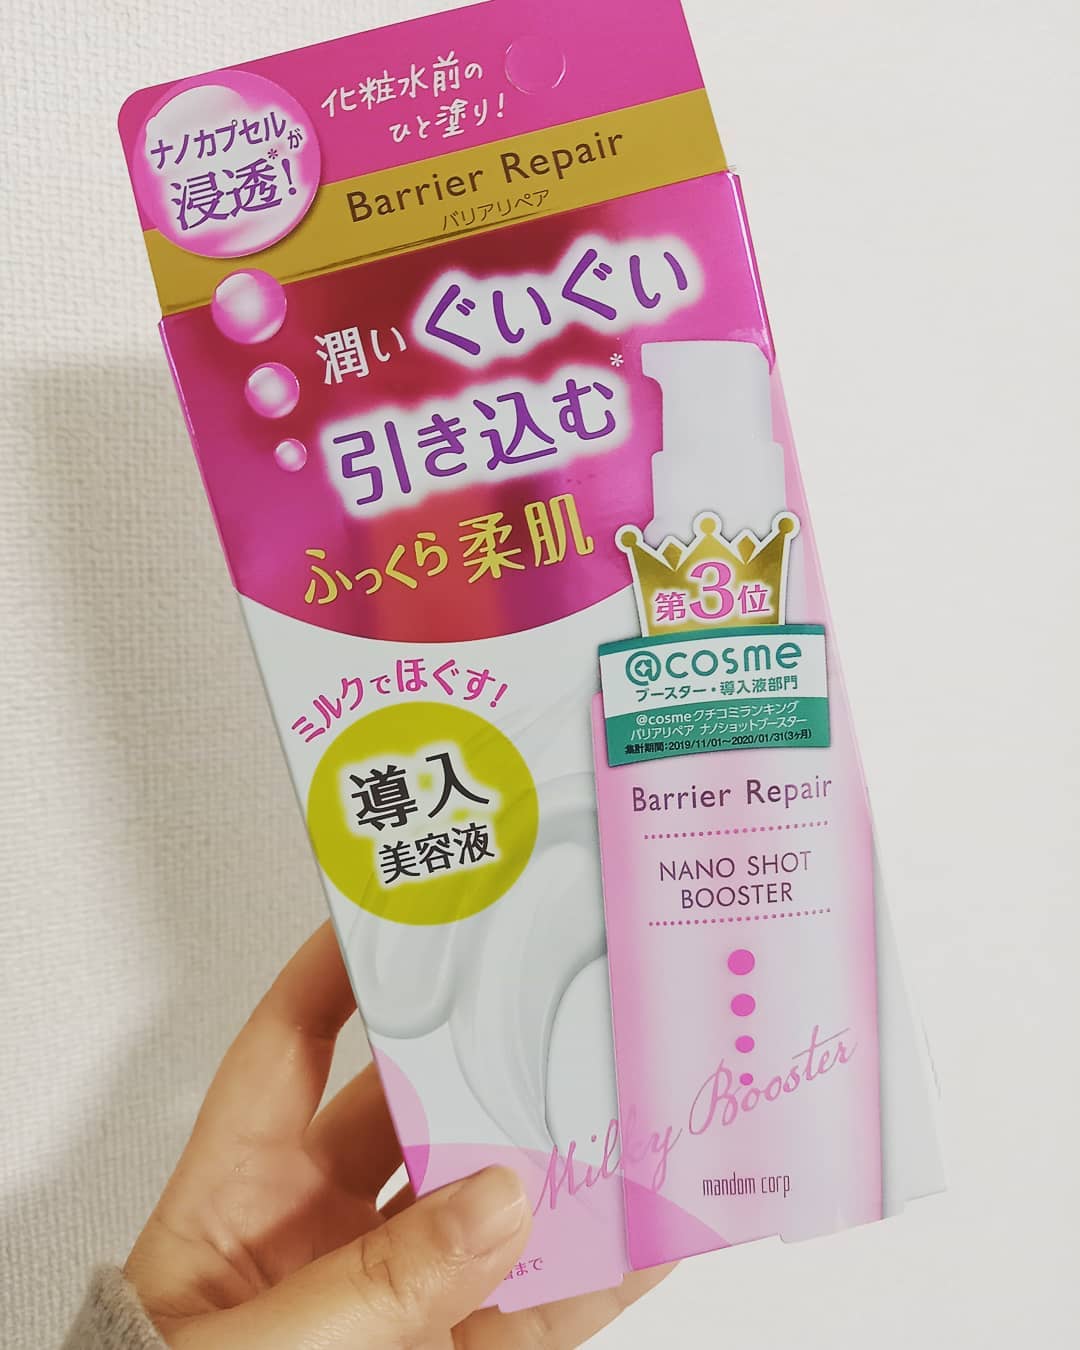 化粧水前の
ひと塗り!
ナノカプセルが
浸透*!
Barrier Repair
バリアリペア
潤いぐいぐい
引き込む*
ふっくら柔肌
第3位
@cosme
ブースター・導入液部門
@cosmeクチコミランキング
バリアリペア ナノショットブースター
集計期間:2019/11/01~2020/01/31(3ヶ月)
ミルクでほぐす!
導入
美容液
Barrier Repair
NANO SHOT
BOOSTER
Milky Booster
mandom corp.
まで